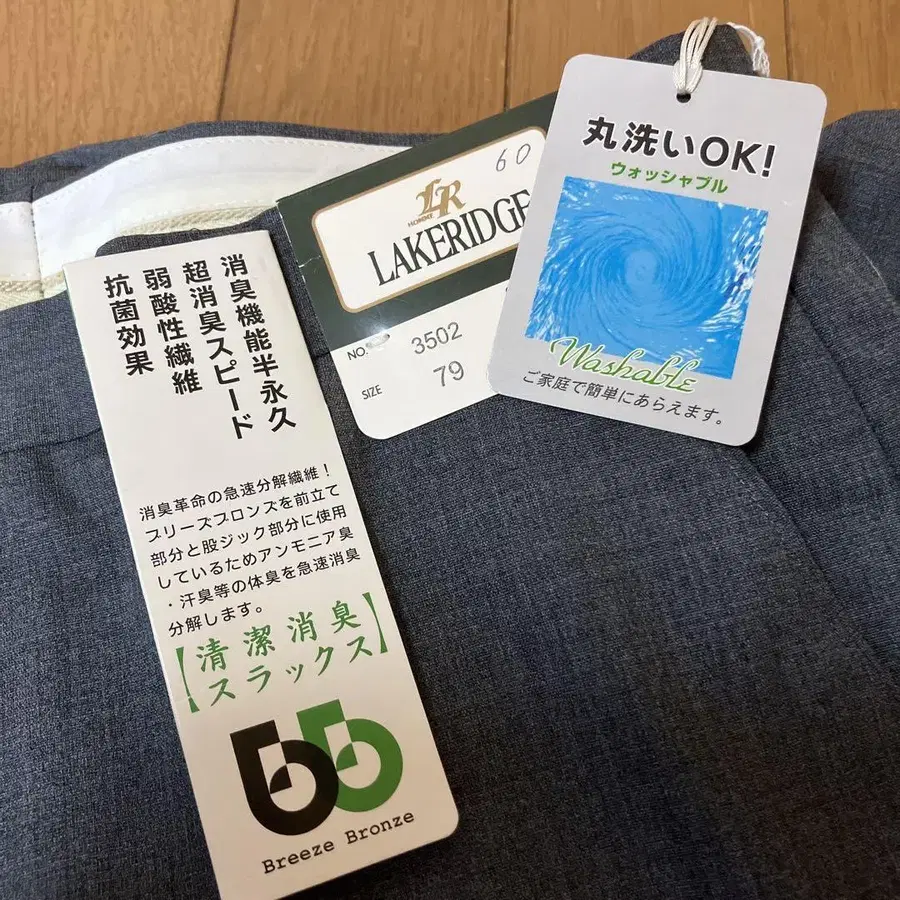 消臭機能半永久
超消臭スピード
弱酸性繊維
抗菌効果
消臭革命の急速分解繊維！
ブリーズブロンズを前立て
部分と股ジック部分に使用
しているためアンモニア臭
・汗臭等の体臭を急速消臭
分解します。
【清潔消臭
スラックス】
Breeze Bronze
60
LR
HOMME
LAKERIDGE
NO. 3502
SIZE 79
丸洗いOK!
ウォッシャブル
Washable
ご家庭で簡単にあらえます。